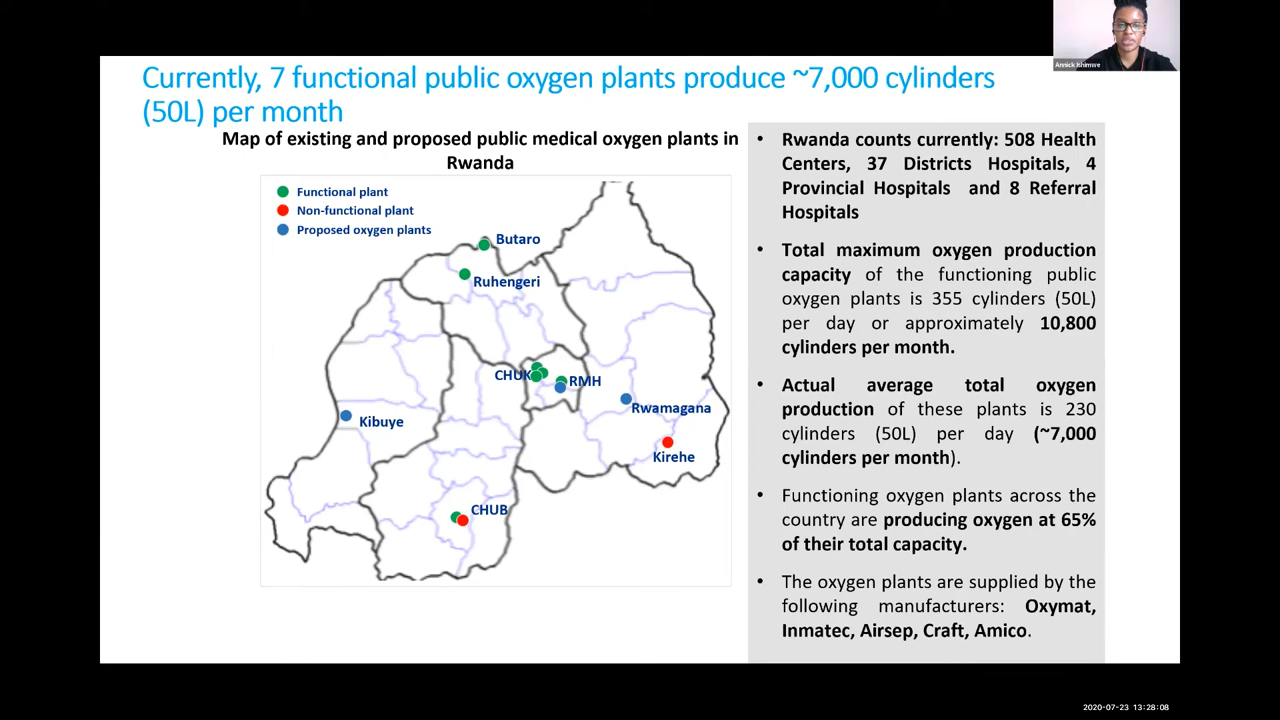 Annick Ishimwe
Currently, 7 functional public oxygen plants produce ~7,000 cylinders
(50L) per month
Map of existing and proposed public medical oxygen plants in
Rwanda
Functional plant
Non-functional plant
Proposed oxygen plants
Butaro
Ruhengeri
CHUK
RMH
Rwamagana
Kibuye
Kirehe
CHUB
• Rwanda counts currently: 508 Health
Centers, 37 Districts Hospitals, 4
Provincial Hospitals and 8 Referral
Hospitals
• Total maximum oxygen production
capacity of the functioning public
oxygen plants is 355 cylinders (50L)
per day or approximately 10,800
cylinders per month.
• Actual average total oxygen
production of these plants is 230
cylinders (50L) per day (~7,000
cylinders per month).
• Functioning oxygen plants across the
country are producing oxygen at 65%
of their total capacity.
• The oxygen plants are supplied by the
following manufacturers: Oxymat,
Inmatec, Airsep, Craft, Amico.
2020-07-23 13:28:08